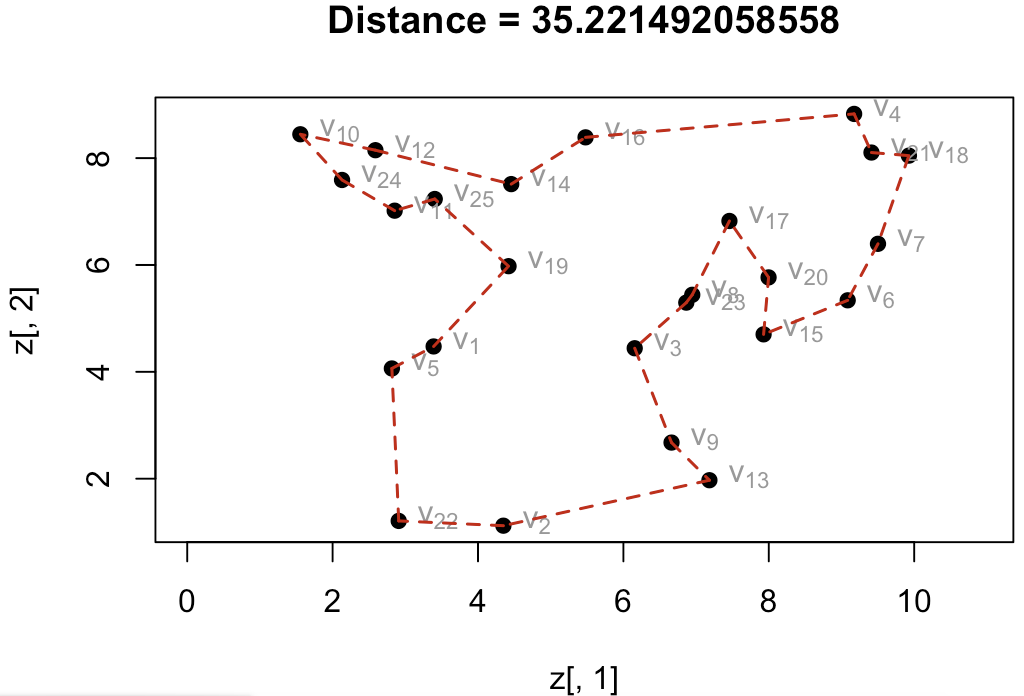 Distance = 35.221492058558
z[, 2]
8
6
4
2
v4
v10
v16
v12
v21
v18
v24
v14
v25
v11
v17
v7
v19
v20
v8
v23
v6
v15
v1
v3
v5
v9
v13
v22
v2
0 2 4 6 8 10
z[, 1]